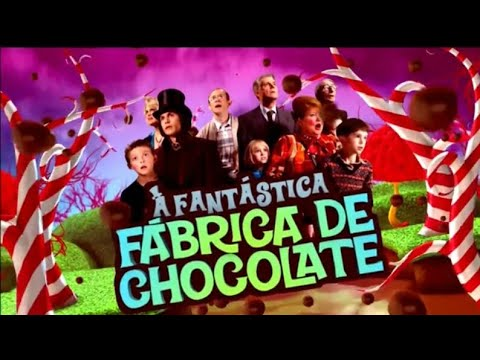 A FANTÁSTICA
FÁBRICA DE
CHOCOLATE